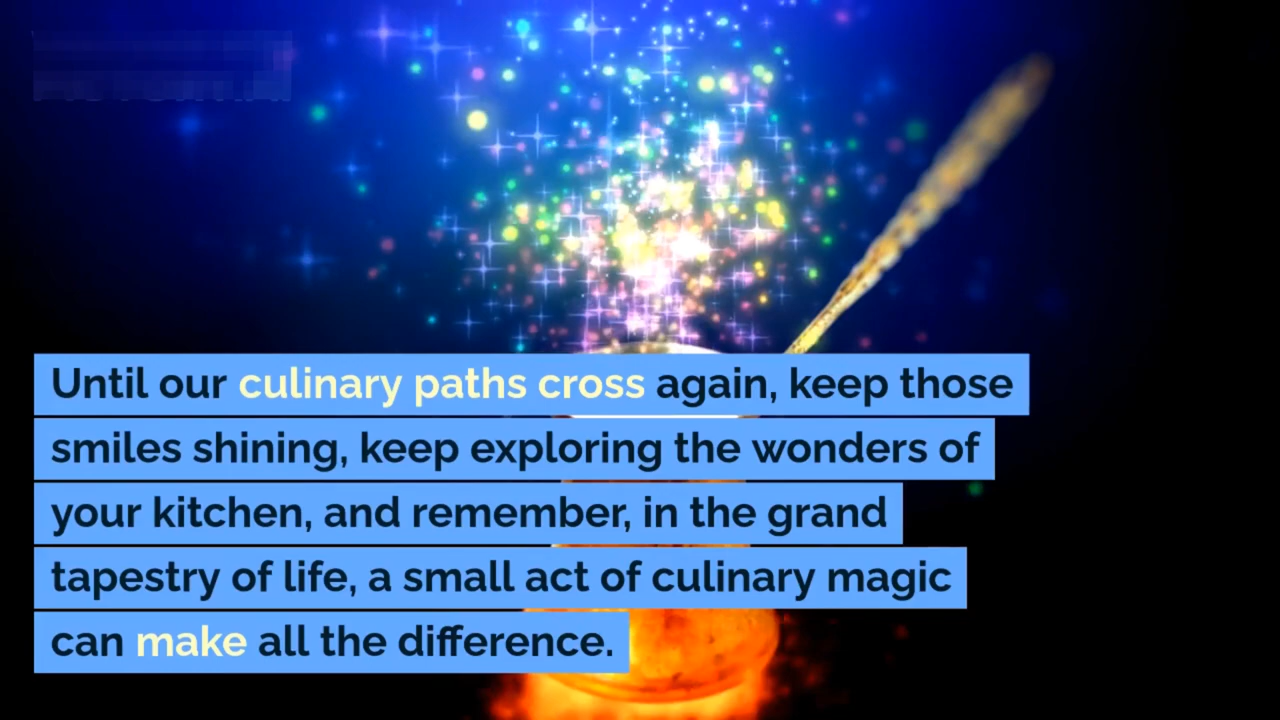 Until our culinary paths cross again, keep those
smiles shining, keep exploring the wonders of
your kitchen, and remember, in the grand
tapestry of life, a small act of culinary magic
can make all the difference.